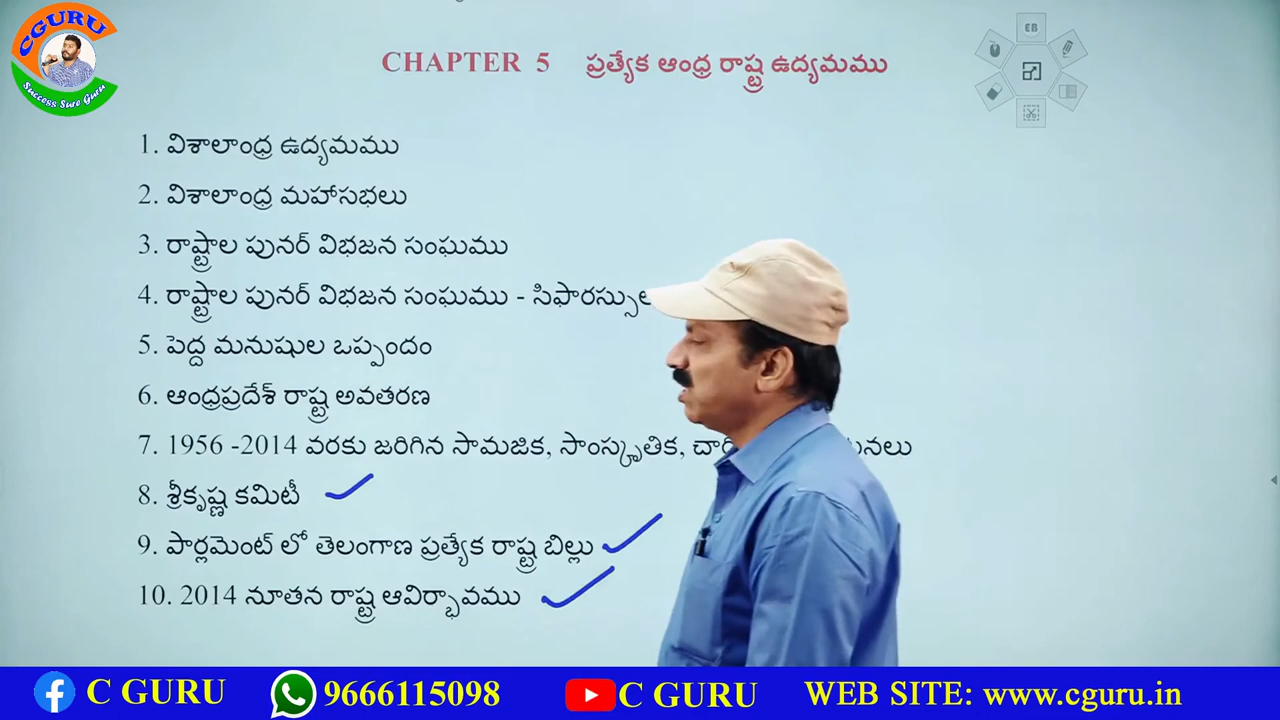 CGURU
Success Sure Guru
CHAPTER 5 ప్రత్యేక ఆంధ్ర రాష్ట్ర ఉద్యమము
1. విశాలాంధ్ర ఉద్యమము
2. విశాలాంధ్ర మహాసభలు
3. రాష్ట్రాల పునర్ విభజన సంఘము
4. రాష్ట్రాల పునర్ విభజన సంఘము -
5. పెద్ద మనుషుల ఒప్పందం
6. ఆంధ్రప్రదేశ్ రాష్ట్ర అవతరణ
7. 1956 -2014 వరకు జరిగిన సామజిక, సాంస్కృతిక,
8. శ్రీకృష్ణ కమిటీ
9. పార్లమెంట్ లో తెలంగాణ ప్రత్యేక రాష్ట్ర బిల్లు
10. 2014 నూతన రాష్ట్ర ఆవిర్భావము
C GURU 9666115098 C GURU WEB SITE: www.cguru.in